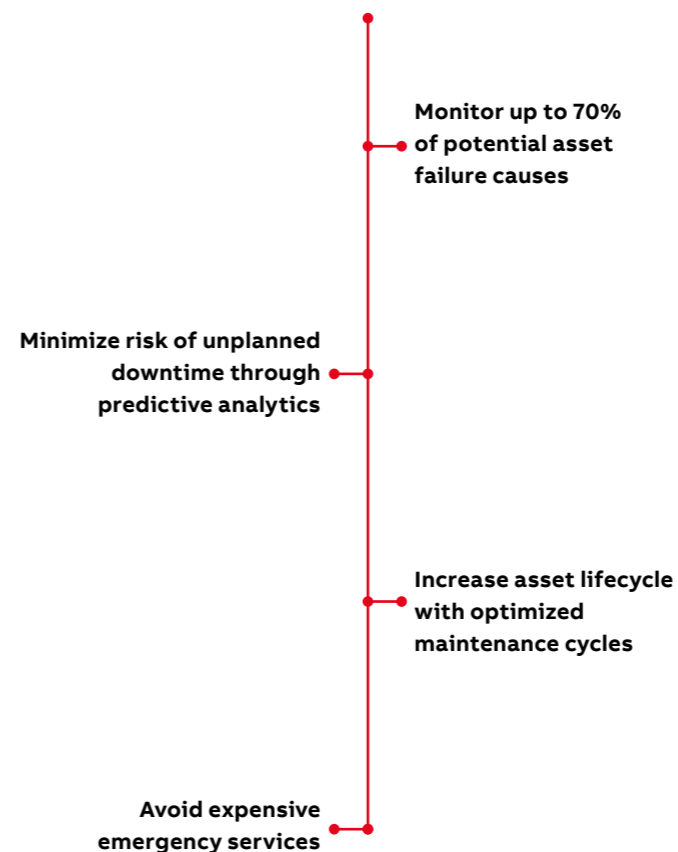 Monitor up to 70%
of potential asset
failure causes
Minimize risk of unplanned
downtime through
predictive analytics
Increase asset lifecycle
with optimized
maintenance cycles
Avoid expensive
emergency services